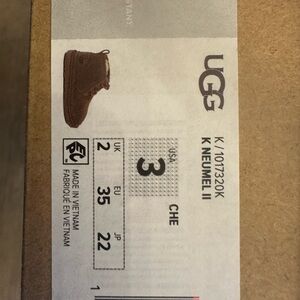 UGG
K / 1017320K
K NEUMEL II
CHE
USA
3
UK EU JP
2 35 22
MADE IN VIETNAM
FABRIQUÉ EN VIETNAM
1